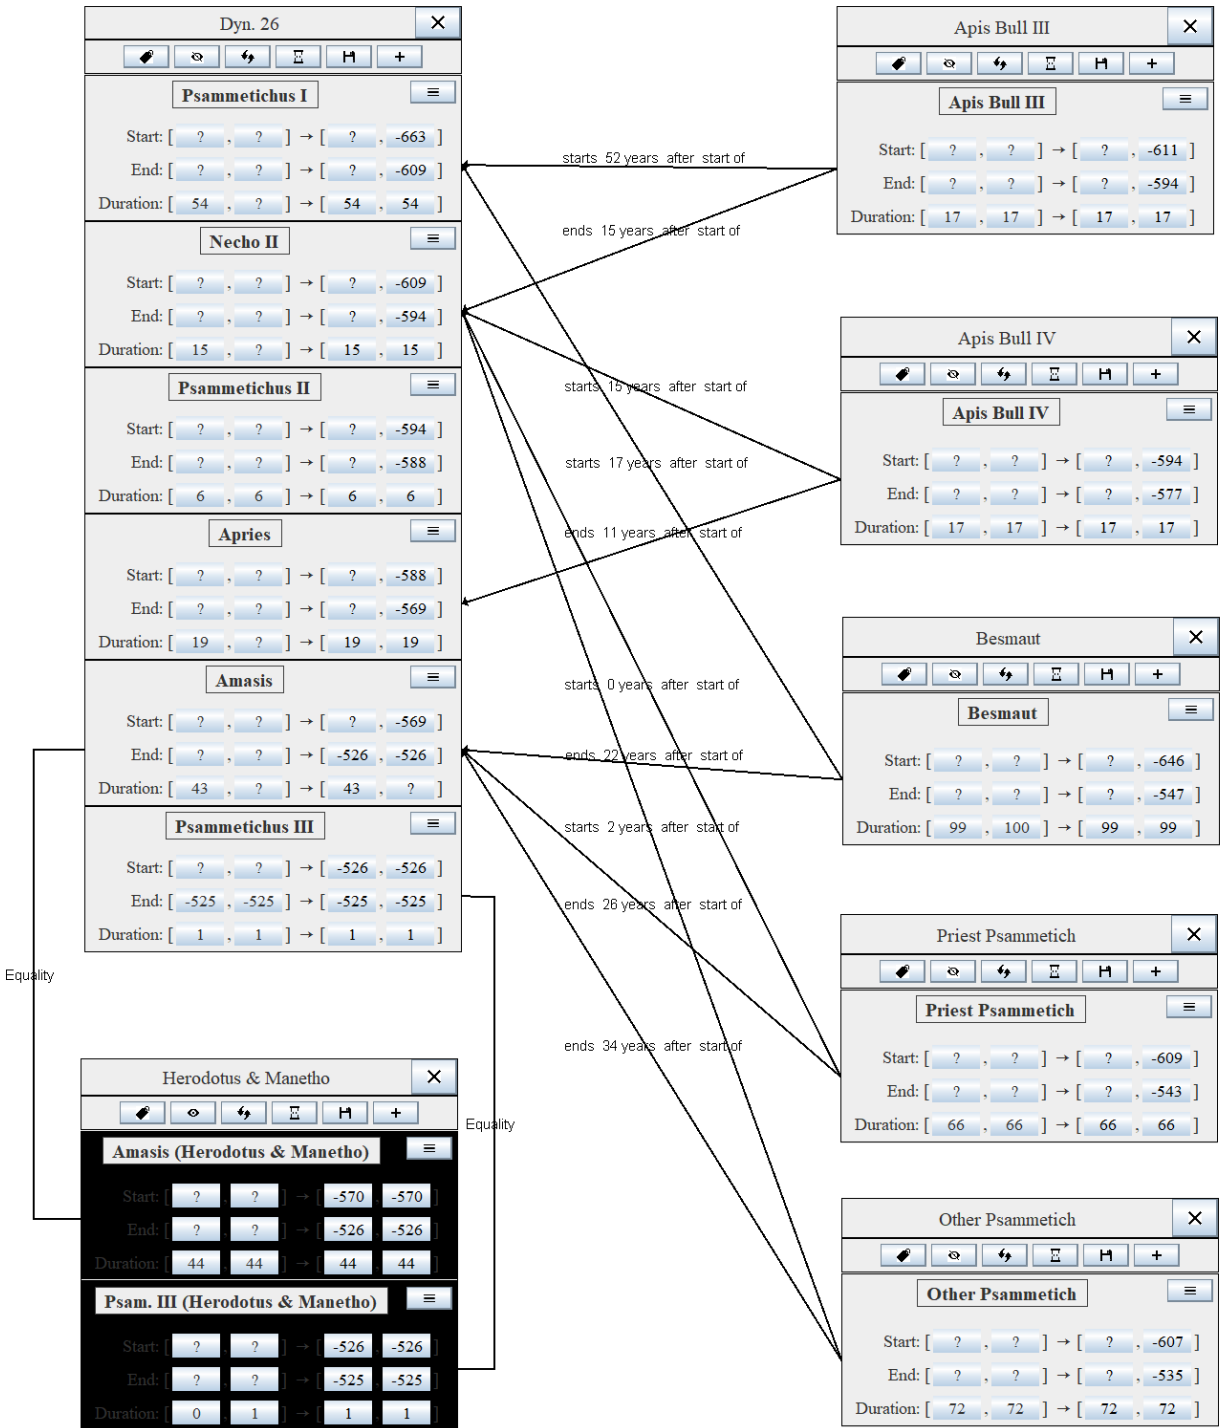 Dyn. 26
Psammetichus I
Start: [ ? , ? ] → [ ? , -663 ]
End: [ ? , ? ] → [ ? , -609 ]
Duration: [ 54 , ? ] → [ 54 , 54 ]
Necho II
Start: [ ? , ? ] → [ ? , -609 ]
End: [ ? , ? ] → [ ? , -594 ]
Duration: [ 15 , ? ] → [ 15 , 15 ]
Psammetichus II
Start: [ ? , ? ] → [ ? , -594 ]
End: [ ? , ? ] → [ ? , -588 ]
Duration: [ 6 , 6 ] → [ 6 , 6 ]
Apries
Start: [ ? , ? ] → [ ? , -588 ]
End: [ ? , ? ] → [ ? , -569 ]
Duration: [ 19 , ? ] → [ 19 , 19 ]
Amasis
Start: [ ? , ? ] → [ ? , -569 ]
End: [ ? , ? ] → [ -526 , -526 ]
Duration: [ 43 , ? ] → [ 43 , ? ]
Psammetichus III
Start: [ ? , ? ] → [ -526 , -526 ]
End: [ -525 , -525 ] → [ -525 , -525 ]
Duration: [ 1 , 1 ] → [ 1 , 1 ]
Equality
Herodotus & Manetho
Amasis (Herodotus & Manetho)
Start: [ ? , ? ] → [ -570 , -570 ]
End: [ ? , ? ] → [ -526 , -526 ]
Duration: [ 44 , 44 ] → [ 44 , 44 ]
Psam. III (Herodotus & Manetho)
Start: [ ? , ? ] → [ -526 , -526 ]
End: [ ? , ? ] → [ -525 , -525 ]
Duration: [ 0 , 1 ] → [ 1 , 1 ]
Equality
starts 52 years after start of
ends 15 years after start of
starts 15 years after start of
starts 17 years after start of
ends 11 years after start of
starts 0 years after start of
ends 22 years after start of
starts 2 years after start of
ends 26 years after start of
ends 34 years after start of
Apis Bull III
Apis Bull III
Start: [ ? , ? ] → [ ? , -611 ]
End: [ ? , ? ] → [ ? , -594 ]
Duration: [ 17 , 17 ] → [ 17 , 17 ]
Apis Bull IV
Apis Bull IV
Start: [ ? , ? ] → [ ? , -594 ]
End: [ ? , ? ] → [ ? , -577 ]
Duration: [ 17 , 17 ] → [ 17 , 17 ]
Besmaut
Besmaut
Start: [ ? , ? ] → [ ? , -646 ]
End: [ ? , ? ] → [ ? , -547 ]
Duration: [ 99 , 100 ] → [ 99 , 99 ]
Priest Psammetich
Priest Psammetich
Start: [ ? , ? ] → [ ? , -609 ]
End: [ ? , ? ] → [ ? , -543 ]
Duration: [ 66 , 66 ] → [ 66 , 66 ]
Other Psammetich
Other Psammetich
Start: [ ? , ? ] → [ ? , -607 ]
End: [ ? , ? ] → [ ? , -535 ]
Duration: [ 72 , 72 ] → [ 72 , 72 ]